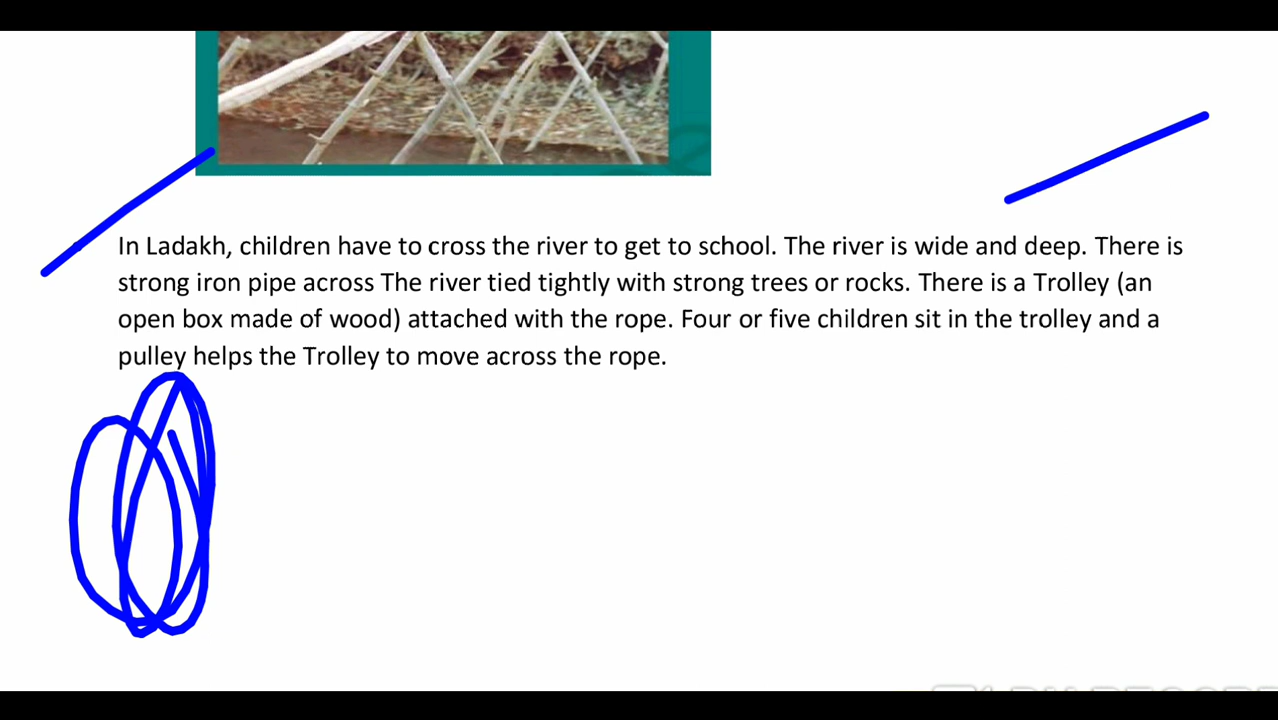 In Ladakh, children have to cross the river to get to school. The river is wide and deep. There is
strong iron pipe across The river tied tightly with strong trees or rocks. There is a Trolley (an
open box made of wood) attached with the rope. Four or five children sit in the trolley and a
pulley helps the Trolley to move across the rope.